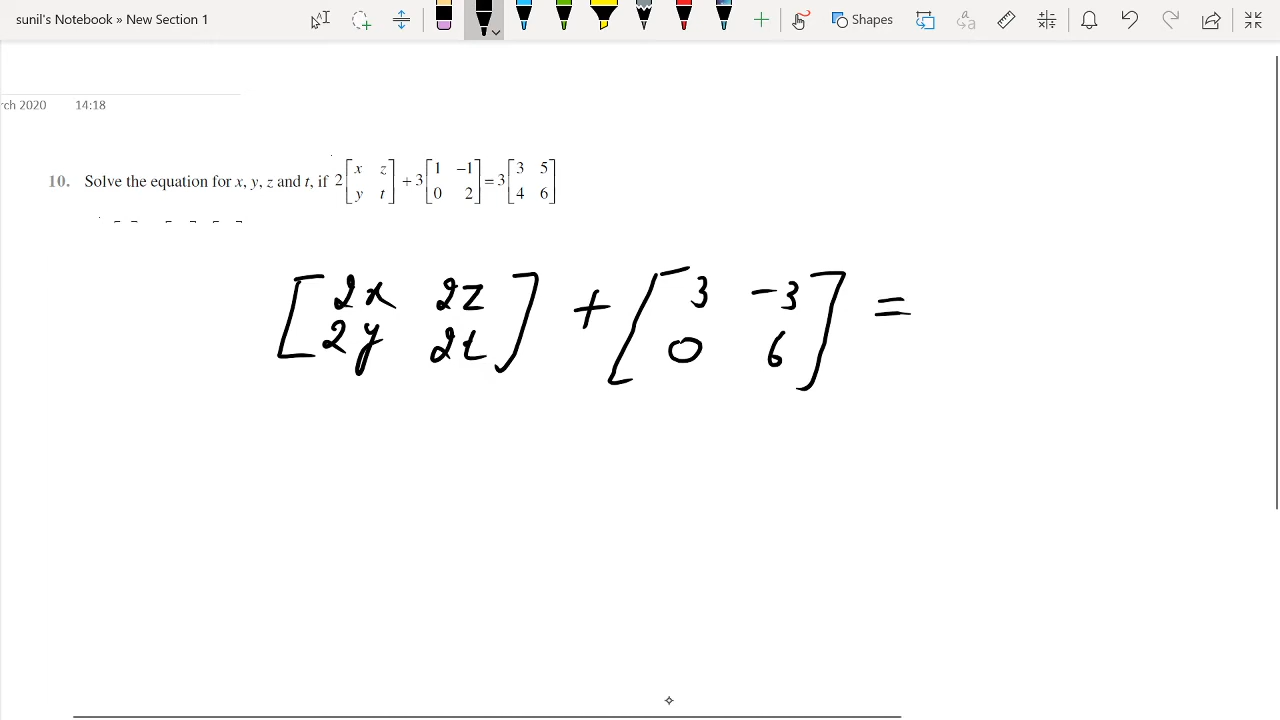 sunil's Notebook » New Section 1
Shapes
rch 2020 14:18
10. Solve the equation for x, y, z and t, if 2[x z; y t] + 3[1 −1; 0 2] = 3[3 5; 4 6]
[2x 2z] + [3 −3] =
[2y 2t] [0 6]